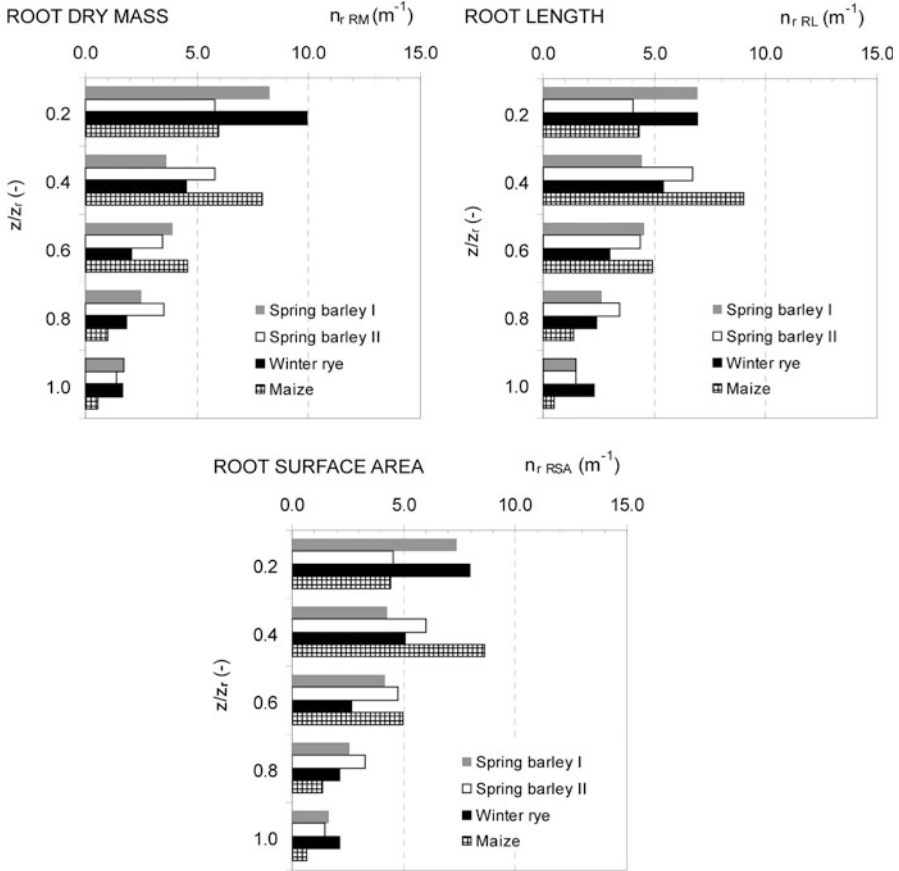 ROOT DRY MASS n_r RM (m⁻¹)
0.0 5.0 10.0 15.0
z/z_r (-)
0.2
0.4
0.6
0.8
1.0
Spring barley I
Spring barley II
Winter rye
Maize
ROOT LENGTH n_r RL (m⁻¹)
0.0 5.0 10.0 15.0
z/z_r (-)
0.2
0.4
0.6
0.8
1.0
Spring barley I
Spring barley II
Winter rye
Maize
ROOT SURFACE AREA n_r RSA (m⁻¹)
0.0 5.0 10.0 15.0
z/z_r (-)
0.2
0.4
0.6
0.8
1.0
Spring barley I
Spring barley II
Winter rye
Maize